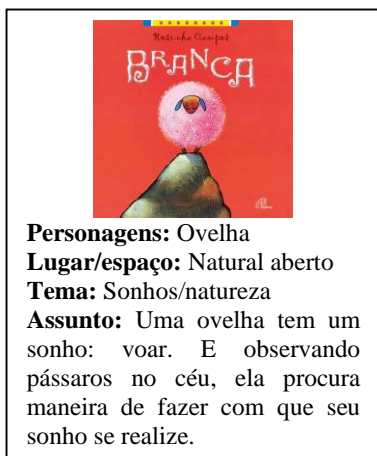 Rosinha Campos
BRANCA
Personagens: Ovelha
Lugar/espaço: Natural aberto
Tema: Sonhos/natureza
Assunto: Uma ovelha tem um
sonho: voar. E observando
pássaros no céu, ela procura
maneira de fazer com que seu
sonho se realize.